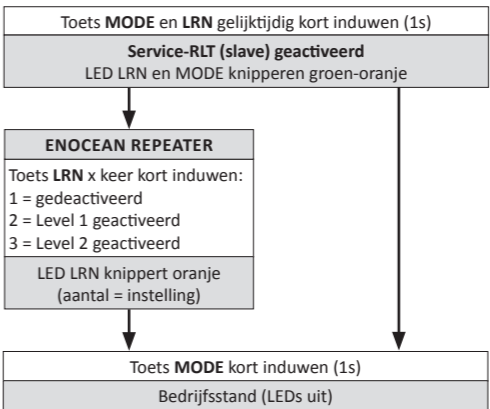 Toets MODE en LRN gelijktijdig kort induwen (1s)
Service-RLT (slave) geactiveerd
LED LRN en MODE knipperen groen-oranje
ENOCEAN REPEATER
Toets LRN x keer kort induwen:
1 = gedeactiveerd
2 = Level 1 geactiveerd
3 = Level 2 geactiveerd
LED LRN knippert oranje
(aantal = instelling)
Toets MODE kort induwen (1s)
Bedrijfsstand (LEDs uit)